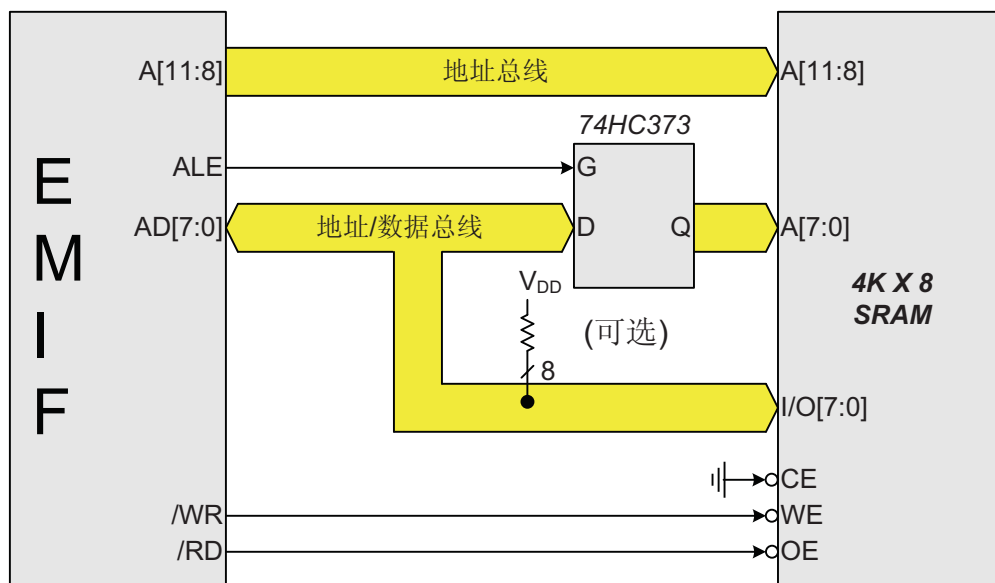 E
M
I
F
A[11:8]
地址总线
A[11:8]
74HC373
ALE
G
AD[7:0]
地址/数据总线
D
Q
A[7:0]
VDD
(可选)
8
4K X 8
SRAM
I/O[7:0]
CE
/WR
WE
/RD
OE